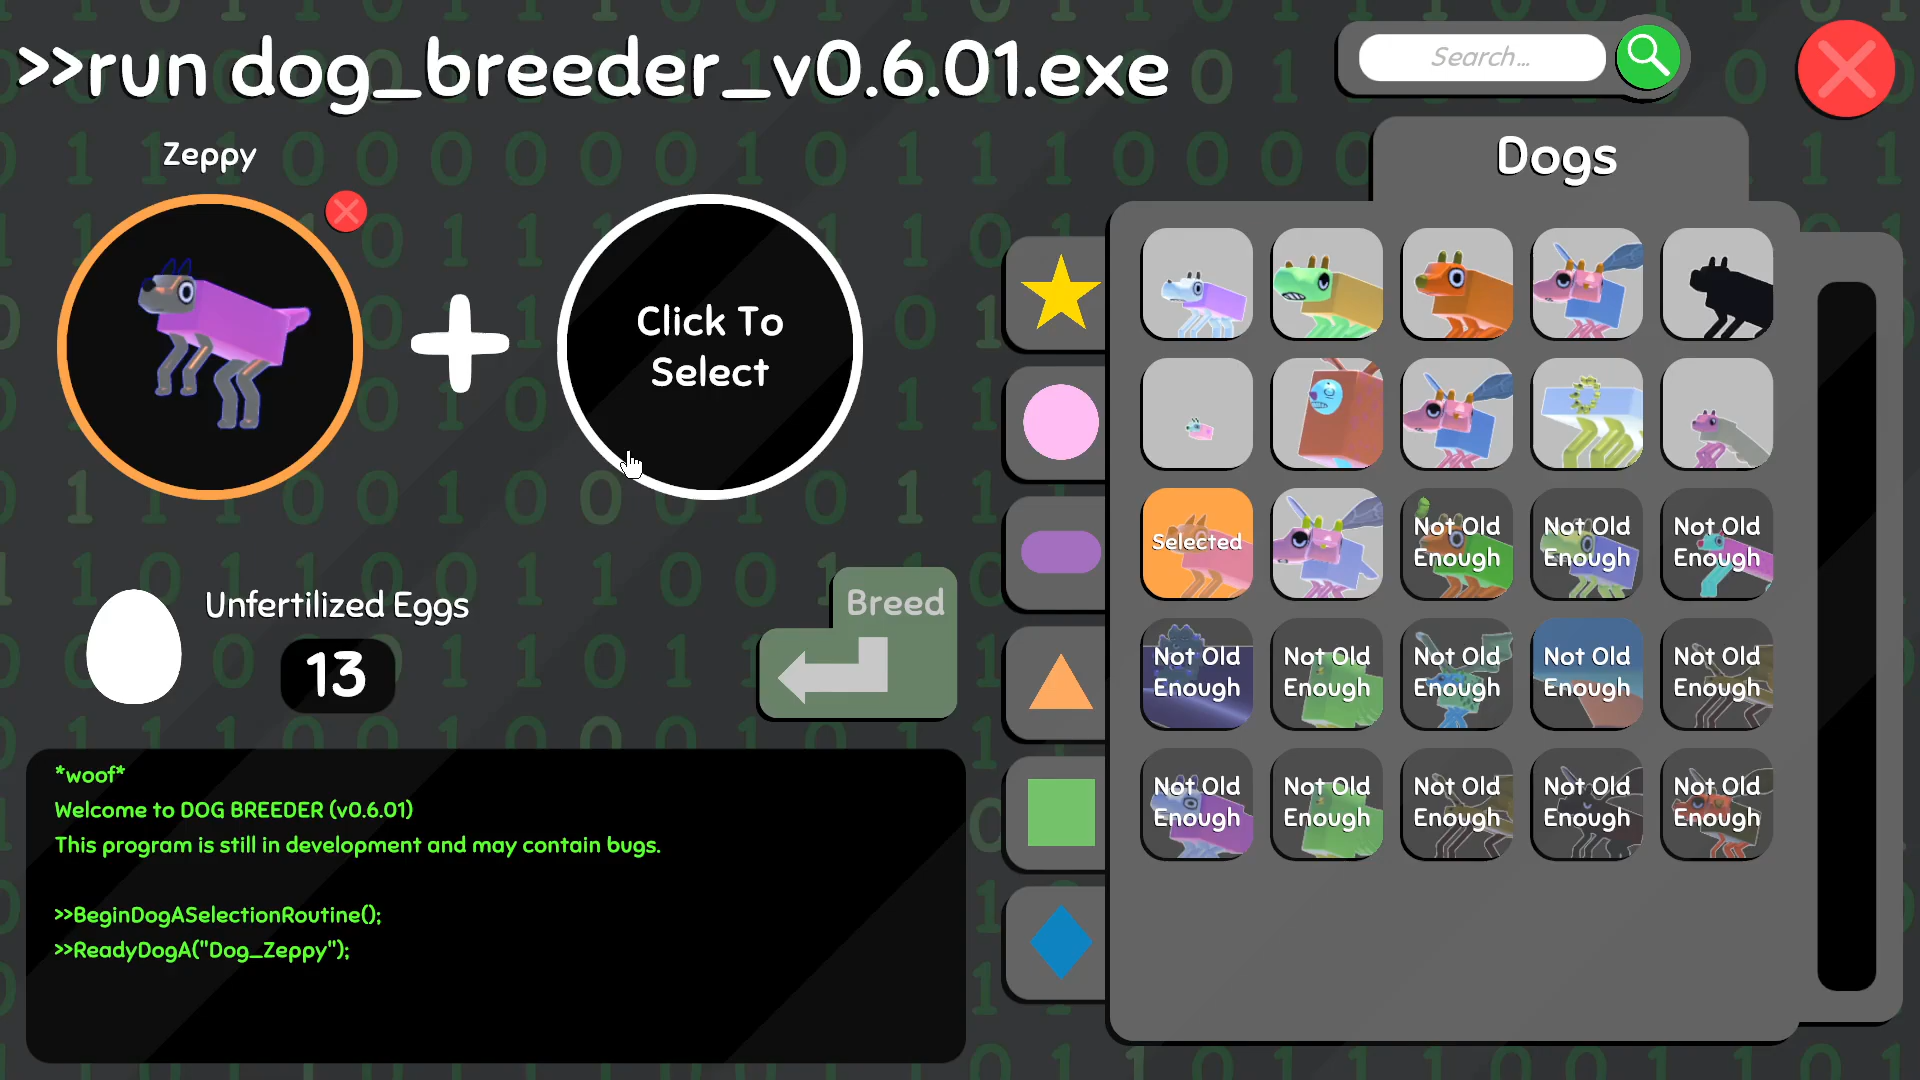 >>run dog_breeder_v0.6.01.exe
Search...
Zeppy
Dogs
Click To
Select
Selected
Not Old
Enough
Not Old
Enough
Not Old
Enough
Unfertilized Eggs
13
Breed
Not Old
Enough
Not Old
Enough
Not Old
Enough
Not Old
Enough
Not Old
Enough
Not Old
Enough
Not Old
Enough
Not Old
Enough
Not Old
Enough
Not Old
Enough
*woof*
Welcome to DOG BREEDER (v0.6.01)
This program is still in development and may contain bugs.
>>BeginDogASelectionRoutine();
>>ReadyDogA("Dog_Zeppy");